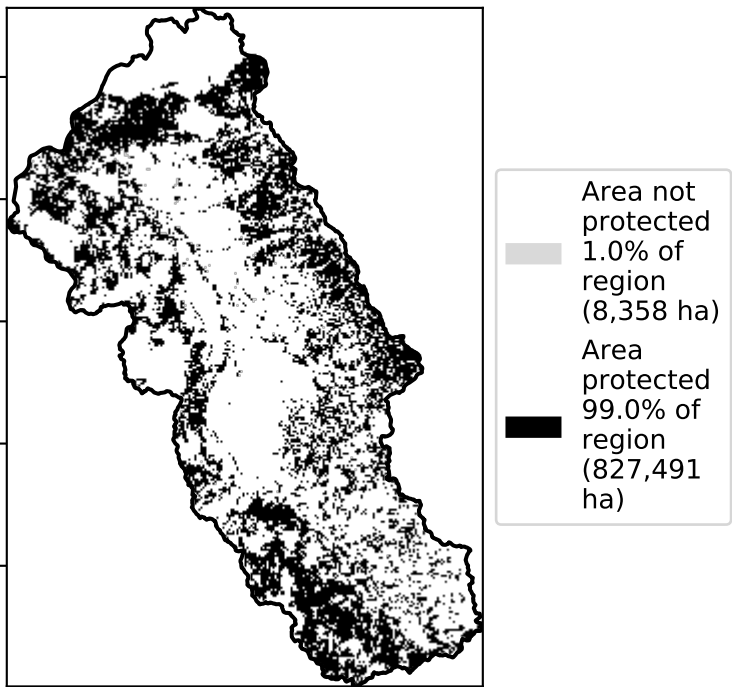 Area not
protected
1.0% of
region
(8,358 ha)
Area
protected
99.0% of
region
(827,491
ha)